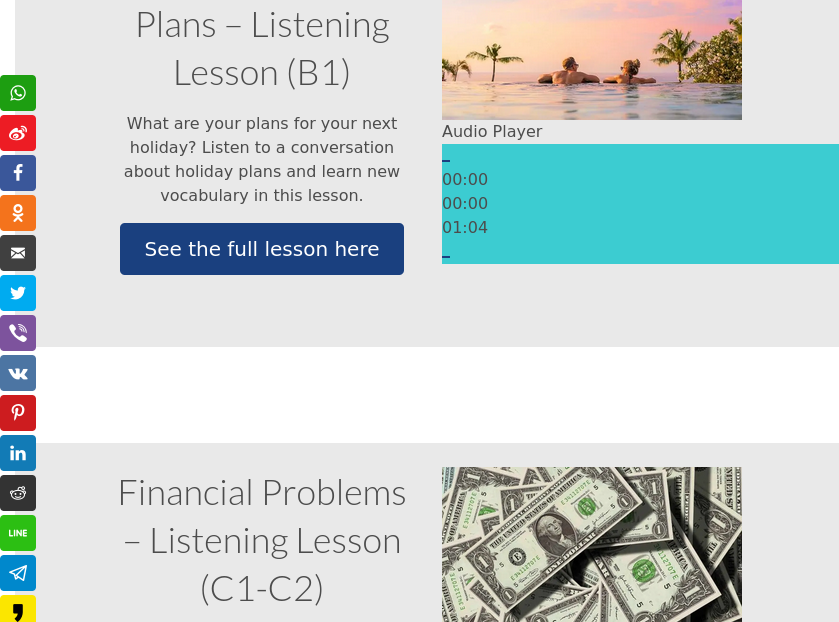 Plans – Listening
Lesson (B1)
What are your plans for your next
holiday? Listen to a conversation
about holiday plans and learn new
vocabulary in this lesson.
See the full lesson here
Audio Player
00:00
00:00
01:04
LINE
Financial Problems
– Listening Lesson
(C1-C2)